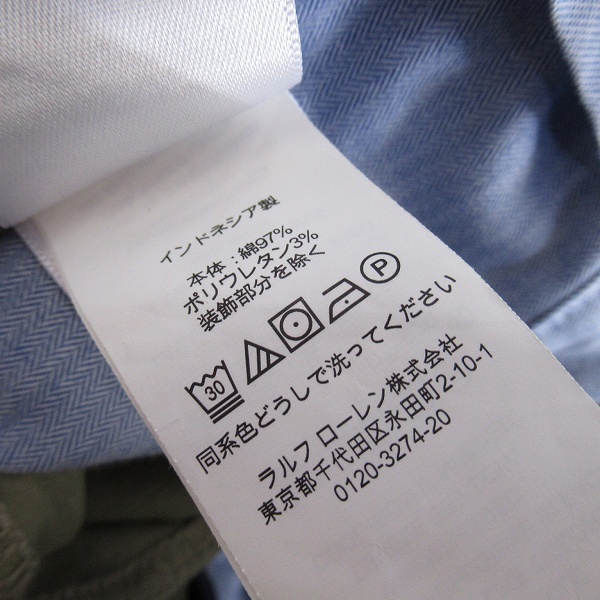 インドネシア製
本体：綿97%
ポリウレタン3%
装飾部分を除く
30
P
同系色どうしで洗ってください
ラルフ ローレン株式会社
東京都千代田区永田町2-10-1
0120-3274-20